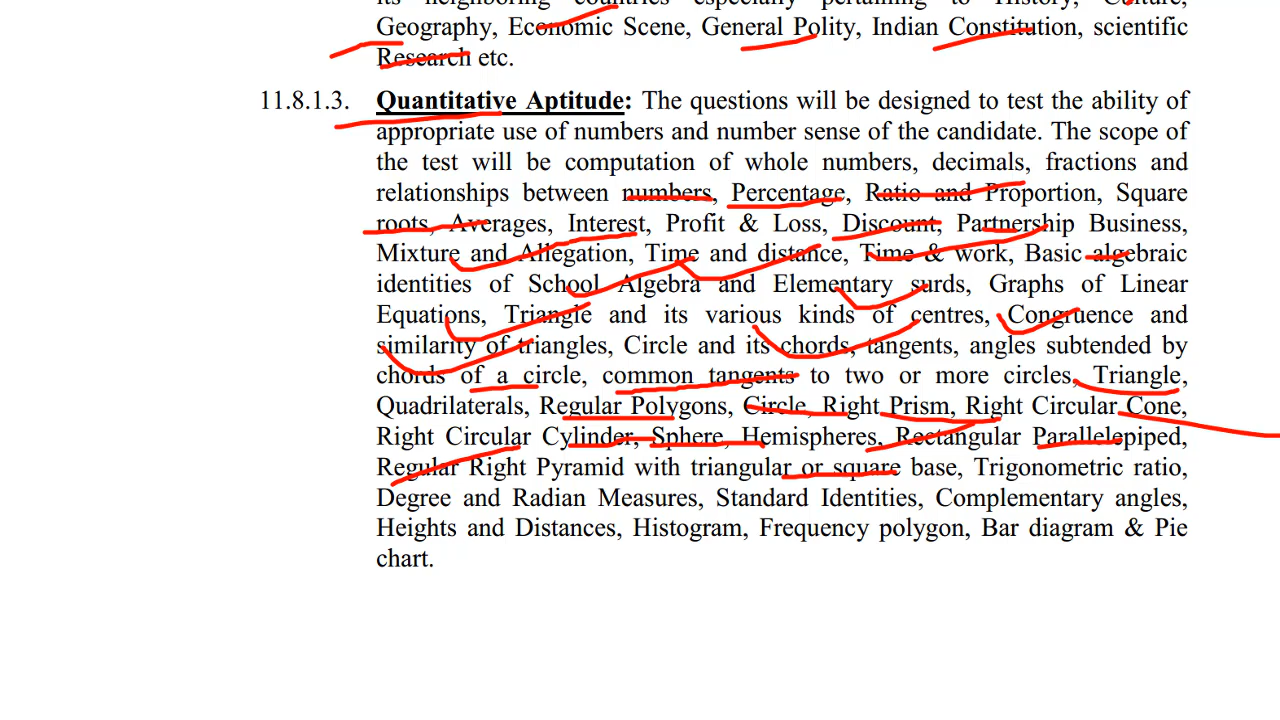 its neighboring countries especially pertaining to History, Culture,
Geography, Economic Scene, General Polity, Indian Constitution, scientific
Research etc.
11.8.1.3. Quantitative Aptitude: The questions will be designed to test the ability of
appropriate use of numbers and number sense of the candidate. The scope of
the test will be computation of whole numbers, decimals, fractions and
relationships between numbers, Percentage, Ratio and Proportion, Square
roots, Averages, Interest, Profit & Loss, Discount, Partnership Business,
Mixture and Allegation, Time and distance, Time & work, Basic algebraic
identities of School Algebra and Elementary surds, Graphs of Linear
Equations, Triangle and its various kinds of centres, Congruence and
similarity of triangles, Circle and its chords, tangents, angles subtended by
chords of a circle, common tangents to two or more circles, Triangle,
Quadrilaterals, Regular Polygons, Circle, Right Prism, Right Circular Cone,
Right Circular Cylinder, Sphere, Hemispheres, Rectangular Parallelepiped,
Regular Right Pyramid with triangular or square base, Trigonometric ratio,
Degree and Radian Measures, Standard Identities, Complementary angles,
Heights and Distances, Histogram, Frequency polygon, Bar diagram & Pie
chart.